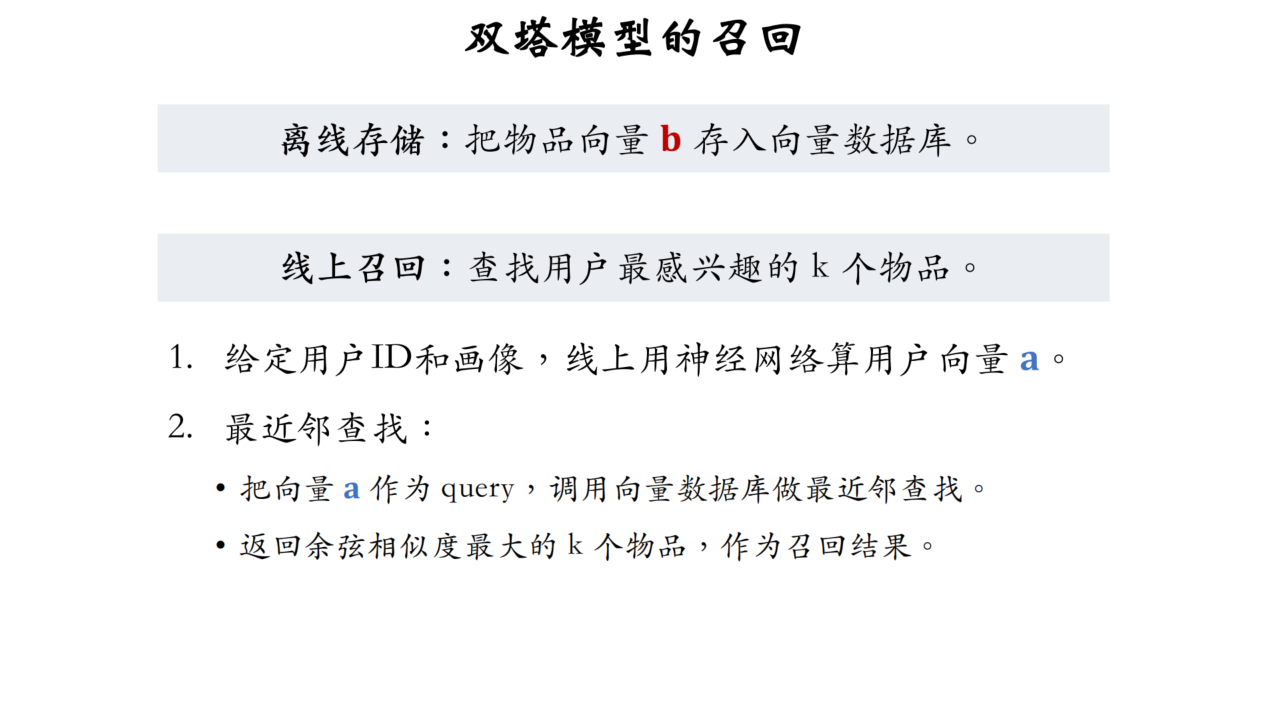 双塔模型的召回
离线存储：把物品向量 b 存入向量数据库。
线上召回：查找用户最感兴趣的 k 个物品。
1. 给定用户ID和画像，线上用神经网络算用户向量 a。
2. 最近邻查找：
• 把向量 a 作为 query，调用向量数据库做最近邻查找。
• 返回余弦相似度最大的 k 个物品，作为召回结果。